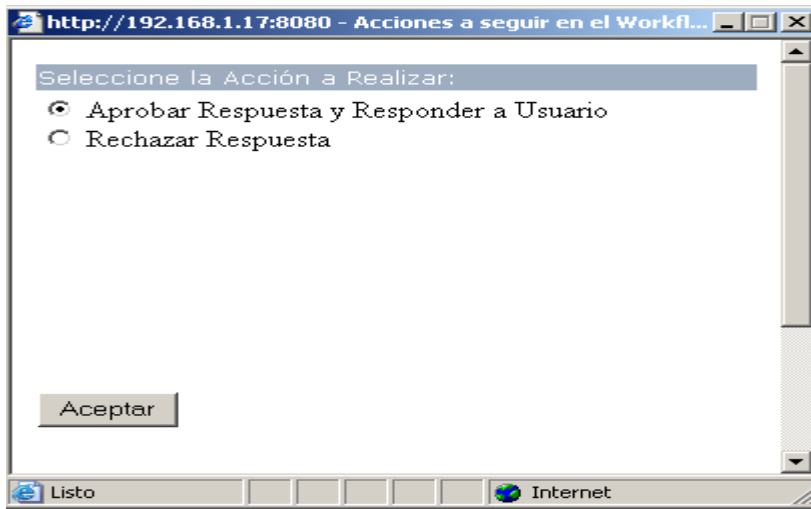 http://192.168.1.17:8080 - Acciones a seguir en el Workfl...
Seleccione la Acción a Realizar:
Aprobar Respuesta y Responder a Usuario
Rechazar Respuesta
Aceptar
Listo
Internet